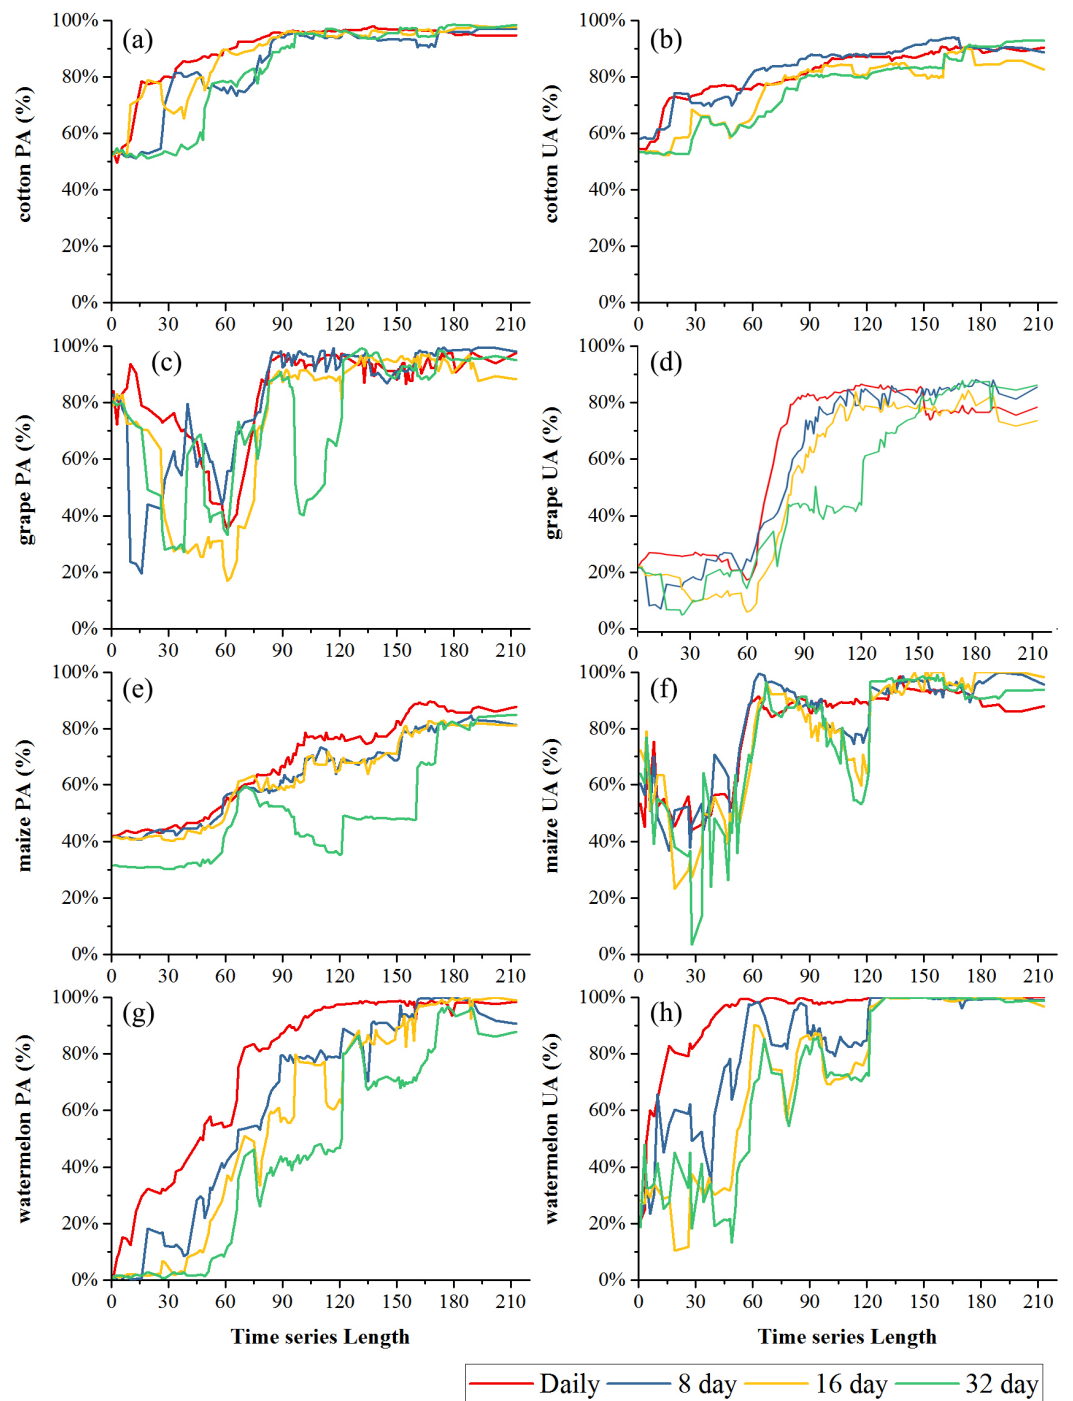 (a)
cotton PA (%)
100%
80%
60%
40%
20%
0%
0 30 60 90 120 150 180 210
(b)
cotton UA (%)
100%
80%
60%
40%
20%
0%
0 30 60 90 120 150 180 210
(c)
grape PA (%)
100%
80%
60%
40%
20%
0%
0 30 60 90 120 150 180 210
(d)
grape UA (%)
100%
80%
60%
40%
20%
0%
0 30 60 90 120 150 180 210
(e)
maize PA (%)
100%
80%
60%
40%
20%
0%
0 30 60 90 120 150 180 210
(f)
maize UA (%)
100%
80%
60%
40%
20%
0%
0 30 60 90 120 150 180 210
(g)
watermelon PA (%)
100%
80%
60%
40%
20%
0%
0 30 60 90 120 150 180 210
Time series Length
(h)
watermelon UA (%)
100%
80%
60%
40%
20%
0%
0 30 60 90 120 150 180 210
Time series Length
Daily 8 day 16 day 32 day